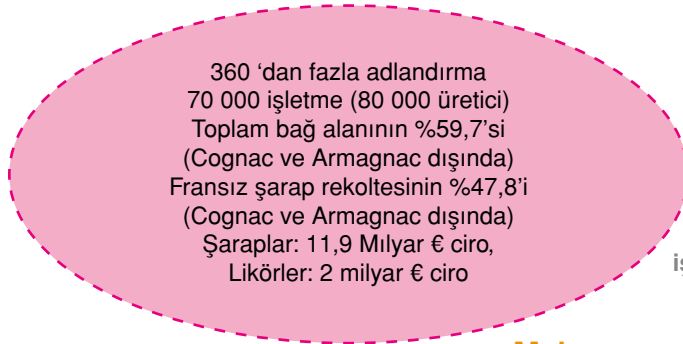 360 ‘dan fazla adlandırma
70 000 işletme (80 000 üretici)
Toplam bağ alanının %59,7’si
(Cognac ve Armagnac dışında)
Fransız şarap rekoltesinin %47,8’i
(Cognac ve Armagnac dışında)
Şaraplar: 11,9 Mılyar € ciro,
Likörler: 2 milyar € ciro